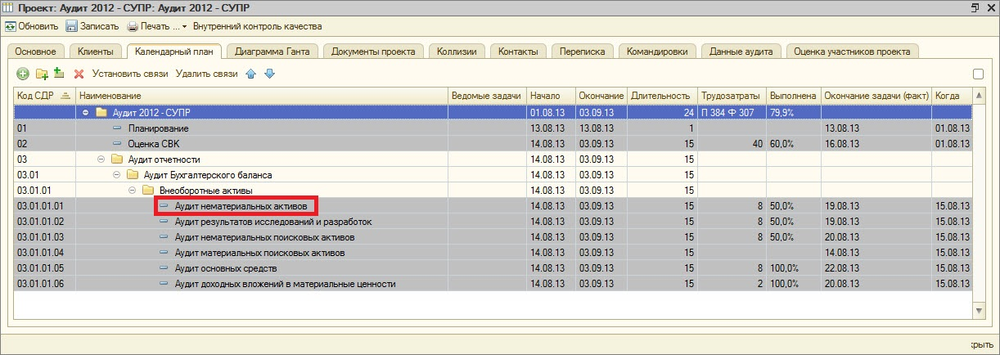 Проект: Аудит 2012 - СУПР: Аудит 2012 - СУПР
Обновить Записать Печать ... Внутренний контроль качества
Основное Клиенты Календарный план Диаграмма Ганта Документы проекта Коллизии Контакты Переписка Командировки Данные аудита Оценка участников проекта
Установить связи Удалить связи
Код СДР Наименование Ведомые задачи Начало Окончание Длительность Трудозатраты Выполнена Окончание задачи (факт) Когда
Аудит 2012 - СУПР 01.08.13 03.09.13 24 П 384 Ф 307 79,9%
01 Планирование 13.08.13 13.08.13 1 13.08.13 01.08.13
02 Оценка СВК 14.08.13 03.09.13 15 40 60,0% 16.08.13 01.08.13
03 Аудит отчетности 14.08.13 03.09.13 15
03.01 Аудит Бухгалтерского баланса 14.08.13 03.09.13 15
03.01.01 Внеоборотные активы 14.08.13 03.09.13 15
03.01.01.01 Аудит нематериальных активов 14.08.13 03.09.13 15 8 50,0% 19.08.13 15.08.13
03.01.01.02 Аудит результатов исследований и разработок 14.08.13 03.09.13 15 8 50,0% 19.08.13 15.08.13
03.01.01.03 Аудит нематериальных поисковых активов 14.08.13 03.09.13 15 8 50,0% 20.08.13 15.08.13
03.01.01.04 Аудит материальных поисковых активов 14.08.13 03.09.13 15 14.08.13 15.08.13
03.01.01.05 Аудит основных средств 14.08.13 03.09.13 15 8 100,0% 22.08.13 15.08.13
03.01.01.06 Аудит доходных вложений в материальные ценности 14.08.13 03.09.13 15 2 100,0% 20.08.13 15.08.13
крыть